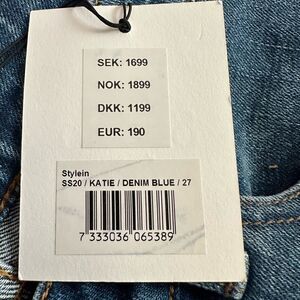 SEK: 1699
NOK: 1899
DKK: 1199
EUR: 190
Stylein
SS20 / KATIE / DENIM BLUE / 27
7 333036 065389